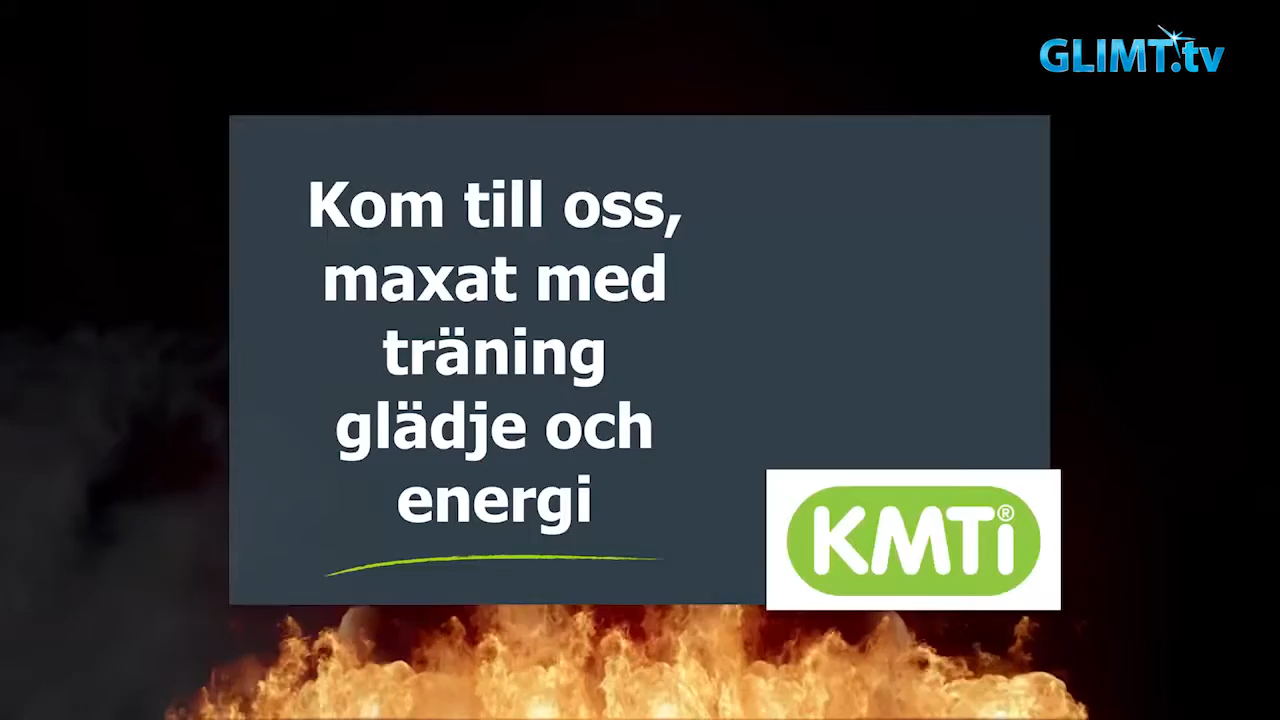 GLIMT.tv
Kom till oss,
maxat med
träning
glädje och
energi
KMTi®